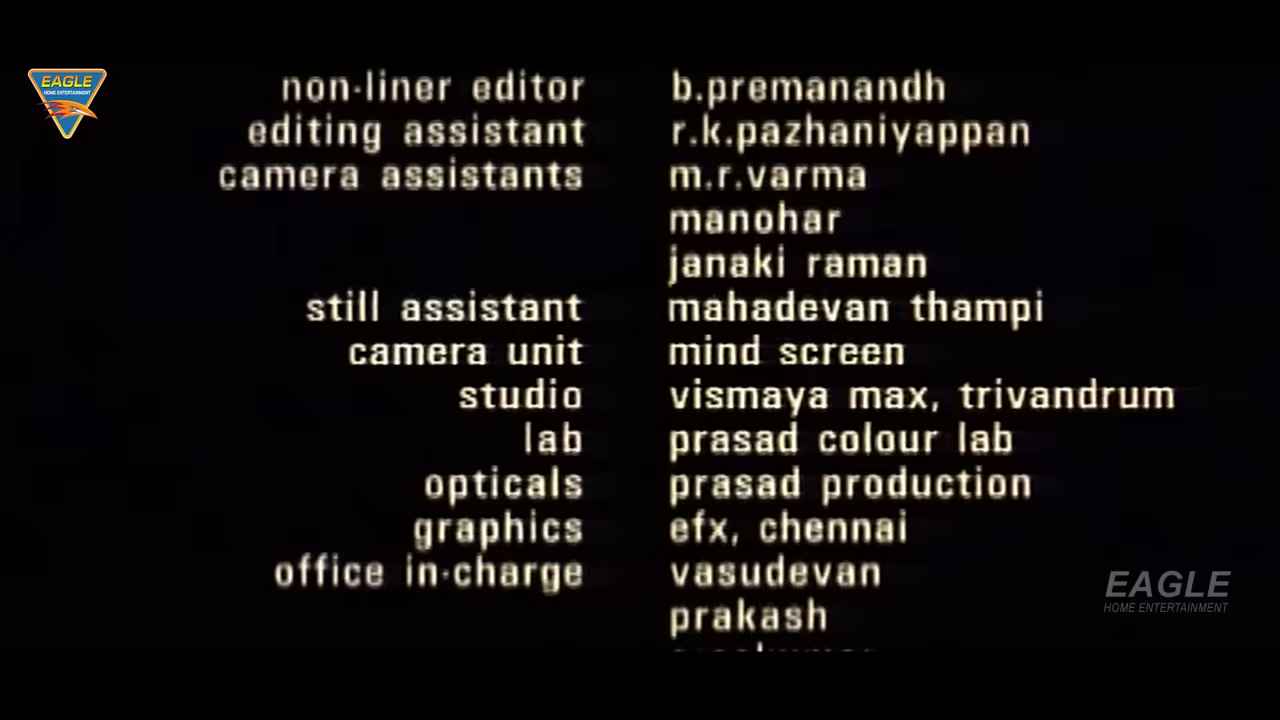 EAGLE
HOME ENTERTAINMENT
non-liner editor b.premanandh
editing assistant r.k.pazhaniyappan
camera assistants m.r.varma
manohar
janaki raman
still assistant mahadevan thampi
camera unit mind screen
studio vismaya max, trivandrum
lab prasad colour lab
opticals prasad production
graphics efx, chennai
office in-charge vasudevan
prakash
EAGLE
HOME ENTERTAINMENT